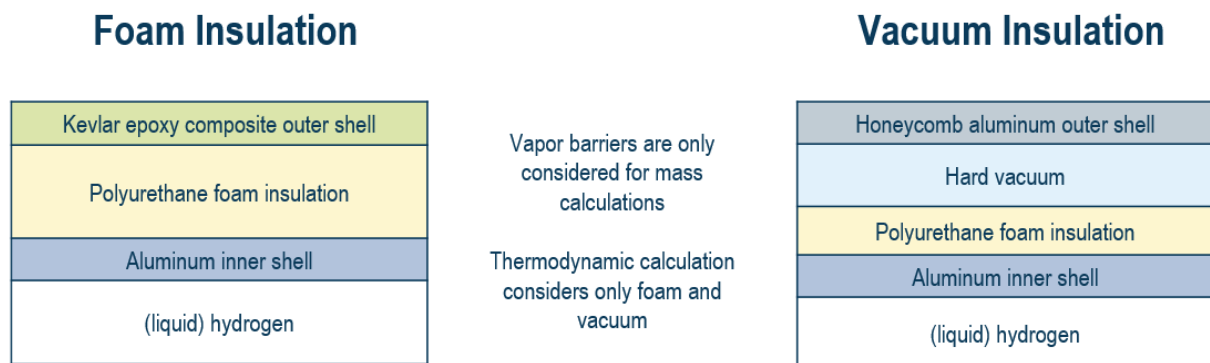 Foam Insulation
Kevlar epoxy composite outer shell
Polyurethane foam insulation
Aluminum inner shell
(liquid) hydrogen
Vapor barriers are only
considered for mass
calculations
Thermodynamic calculation
considers only foam and
vacuum
Vacuum Insulation
Honeycomb aluminum outer shell
Hard vacuum
Polyurethane foam insulation
Aluminum inner shell
(liquid) hydrogen